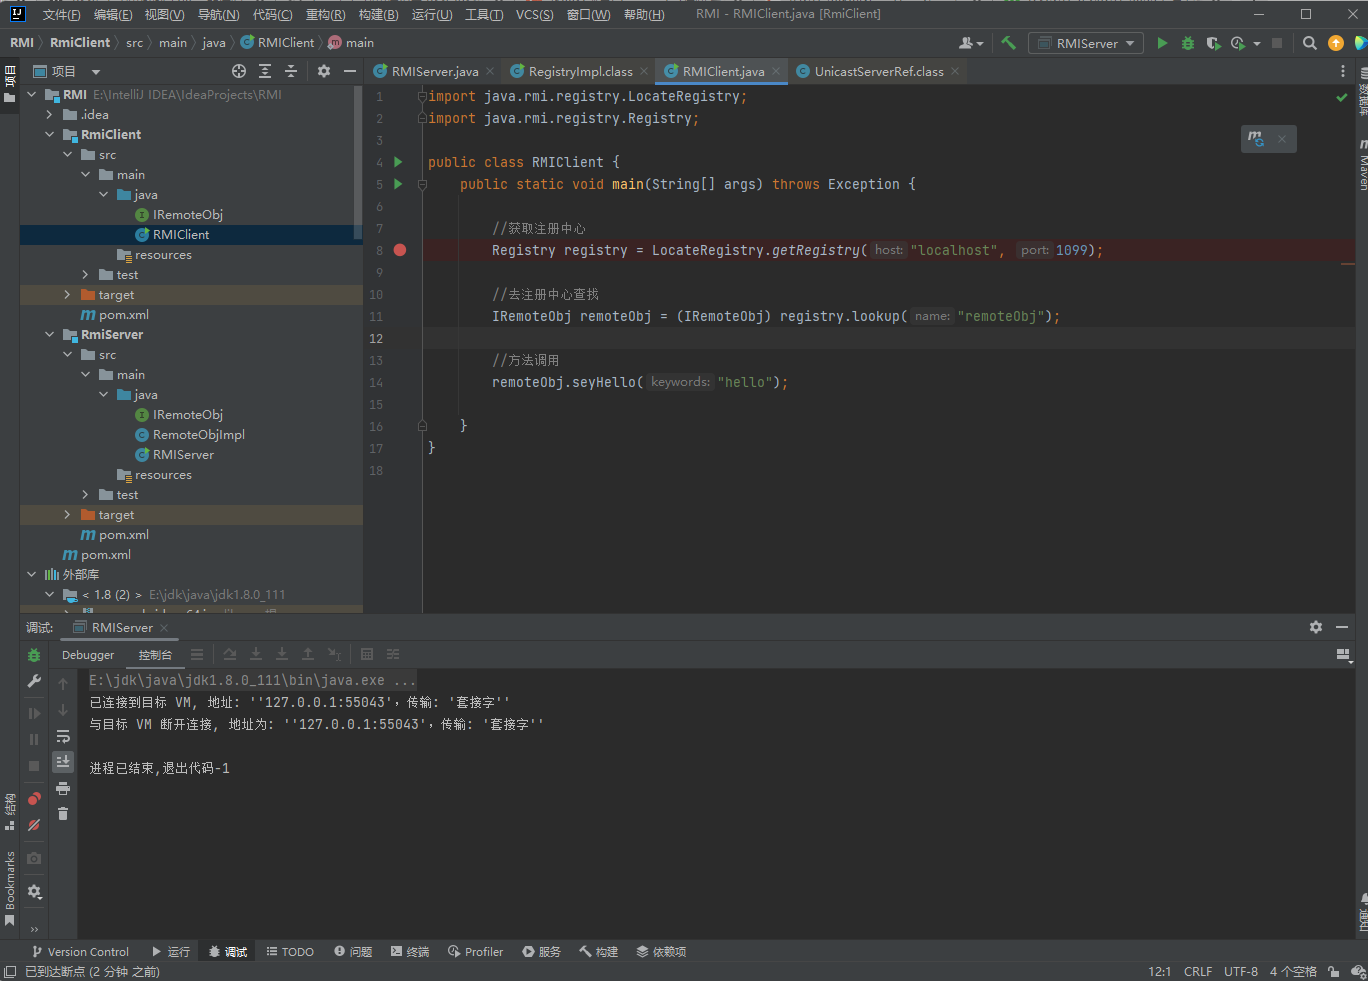 文件(F) 编辑(E) 视图(V) 导航(N) 代码(C) 重构(R) 构建(B) 运行(U) 工具(T) VCS(S) 窗口(W) 帮助(H) RMI - RMIClient.java [RmiClient]
RMI RmiClient src main java RMIClient main RMIServer
项目 RMIServer.java RegistryImpl.class RMIClient.java UnicastServerRef.class
项目
数据库
Maven
RMI E:\IntelliJ IDEA\IdeaProjects\RMI
.idea
RmiClient
src
main
java
IRemoteObj
RMIClient
resources
test
target
pom.xml
RmiServer
src
main
java
IRemoteObj
RemoteObjImpl
RMIServer
resources
test
target
pom.xml
pom.xml
外部库
< 1.8 (2) > E:\jdk\java\jdk1.8.0_111
1 import java.rmi.registry.LocateRegistry;
2 import java.rmi.registry.Registry;
3
4 public class RMIClient {
5 public static void main(String[] args) throws Exception {
6
7 //获取注册中心
8 Registry registry = LocateRegistry.getRegistry( host: "localhost", port: 1099);
9
10 //去注册中心查找
11 IRemoteObj remoteObj = (IRemoteObj) registry.lookup( name: "remoteObj");
12
13 //方法调用
14 remoteObj.seyHello( keywords: "hello");
15
16 }
17 }
18
调试: RMIServer
Debugger 控制台
E:\jdk\java\jdk1.8.0_111\bin\java.exe ...
已连接到目标 VM, 地址: ''127.0.0.1:55043'，传输: '套接字''
与目标 VM 断开连接, 地址为: ''127.0.0.1:55043'，传输: '套接字''
进程已结束,退出代码-1
结构
Bookmarks
通知
Version Control 运行 调试 TODO 问题 终端 Profiler 服务 构建 依赖项
已到达断点 (2 分钟 之前) 12:1 CRLF UTF-8 4 个空格